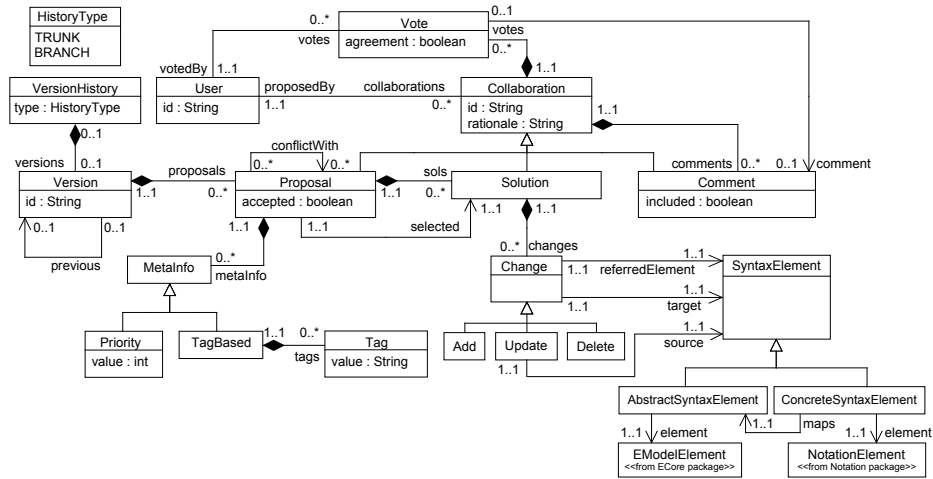 HistoryType
TRUNK
BRANCH
0..* Vote 0..1
votes agreement : boolean votes 0..1
0..*
votedBy 1..1 1..1
VersionHistory
type : HistoryType
User
id : String
proposedBy collaborations
1..1 0..*
Collaboration
id : String
rationale : String
1..1
0..1
conflictWith
0..* 0..*
comments 0..* 0..1 comment
versions 0..1
Version
id : String
proposals
1..1 0..*
Proposal
accepted : boolean
sols
1..1 0..*
Solution
Comment
included : boolean
0..1 0..1
previous
1..1 1..1 selected 1..1 1..1
MetaInfo
0..*
metaInfo
0..* changes
Change
1..1 referredElement 1..1
SyntaxElement
1..1 target 1..1
Priority
value : int
TagBased
1..1 0..*
tags
Tag
value : String
Add
Update
Delete
1..1 source 1..1
AbstractSyntaxElement
ConcreteSyntaxElement
1..1 maps
1..1 element
1..1 element
EModelElement
<<from ECore package>>
NotationElement
<<from Notation package>>